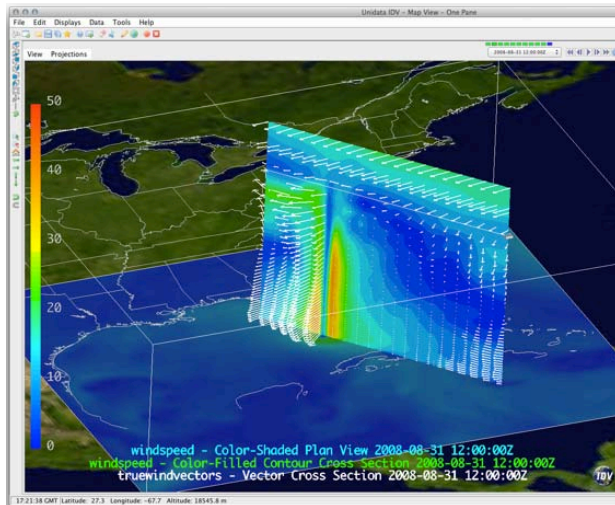 Unidata IDV - Map View - One Pane
File Edit Displays Data Tools Help
View Projections
2008-08-31 12:00:00Z
50
40
30
20
10
0
windspeed - Color-Shaded Plan View 2008-08-31 12:00:00Z
windspeed - Color-Filled Contour Cross Section 2008-08-31 12:00:00Z
truewindvectors - Vector Cross Section 2008-08-31 12:00:00Z
IDV
17:21:38 GMT Latitude: 27.3 Longitude: -67.7 Altitude: 18545.8 m